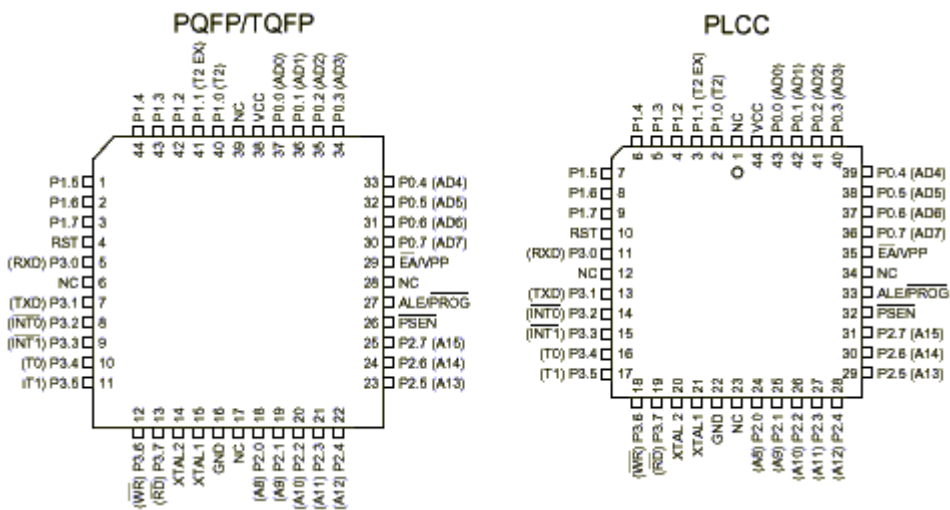 PQFP/TQFP
P1.4
P1.3
P1.2
P1.1 (T2 EX)
P1.0 (T2)
NC
VCC
P0.0 (AD0)
P0.1 (AD1)
P0.2 (AD2)
P0.3 (AD3)
44 43 42 41 40 39 38 37 36 35 34
P1.5 1
P1.6 2
P1.7 3
RST 4
(RXD) P3.0 5
NC 6
(TXD) P3.1 7
(INT0) P3.2 8
(INT1) P3.3 9
(T0) P3.4 10
(T1) P3.5 11
33 P0.4 (AD4)
32 P0.5 (AD5)
31 P0.6 (AD6)
30 P0.7 (AD7)
29 EA/VPP
28 NC
27 ALE/PROG
26 PSEN
25 P2.7 (A15)
24 P2.6 (A14)
23 P2.5 (A13)
12 13 14 15 16 17 18 19 20 21 22
(WR) P3.6
(RD) P3.7
XTAL2
XTAL1
GND
NC
(A8) P2.0
(A9) P2.1
(A10) P2.2
(A11) P2.3
(A12) P2.4
PLCC
P1.4
P1.3
P1.2
P1.1 (T2 EX)
P1.0 (T2)
NC
VCC
P0.0 (AD0)
P0.1 (AD1)
P0.2 (AD2)
P0.3 (AD3)
6 5 4 3 2 1 44 43 42 41 40
P1.5 7
P1.6 8
P1.7 9
RST 10
(RXD) P3.0 11
NC 12
(TXD) P3.1 13
(INT0) P3.2 14
(INT1) P3.3 15
(T0) P3.4 16
(T1) P3.5 17
39 P0.4 (AD4)
38 P0.5 (AD5)
37 P0.6 (AD6)
36 P0.7 (AD7)
35 EA/VPP
34 NC
33 ALE/PROG
32 PSEN
31 P2.7 (A15)
30 P2.6 (A14)
29 P2.5 (A13)
18 19 20 21 22 23 24 25 26 27 28
(WR) P3.6
(RD) P3.7
XTAL 2
XTAL1
GND
NC
(A8) P2.0
(A9) P2.1
(A10) P2.2
(A11) P2.3
(A12) P2.4